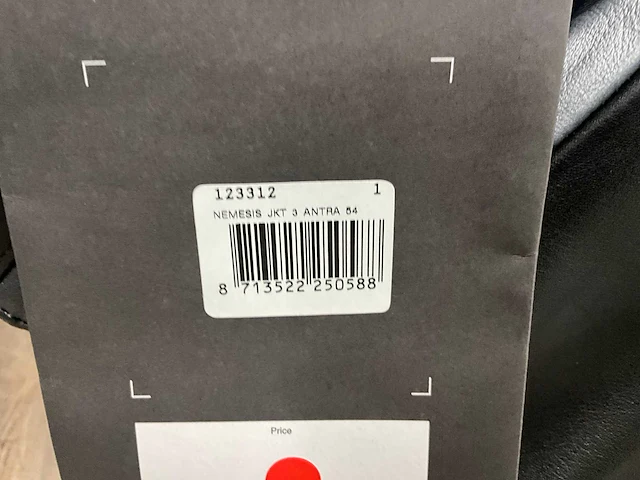 123312 1
NEMESIS JKT 3 ANTRA 54
8 713522 250588
Price